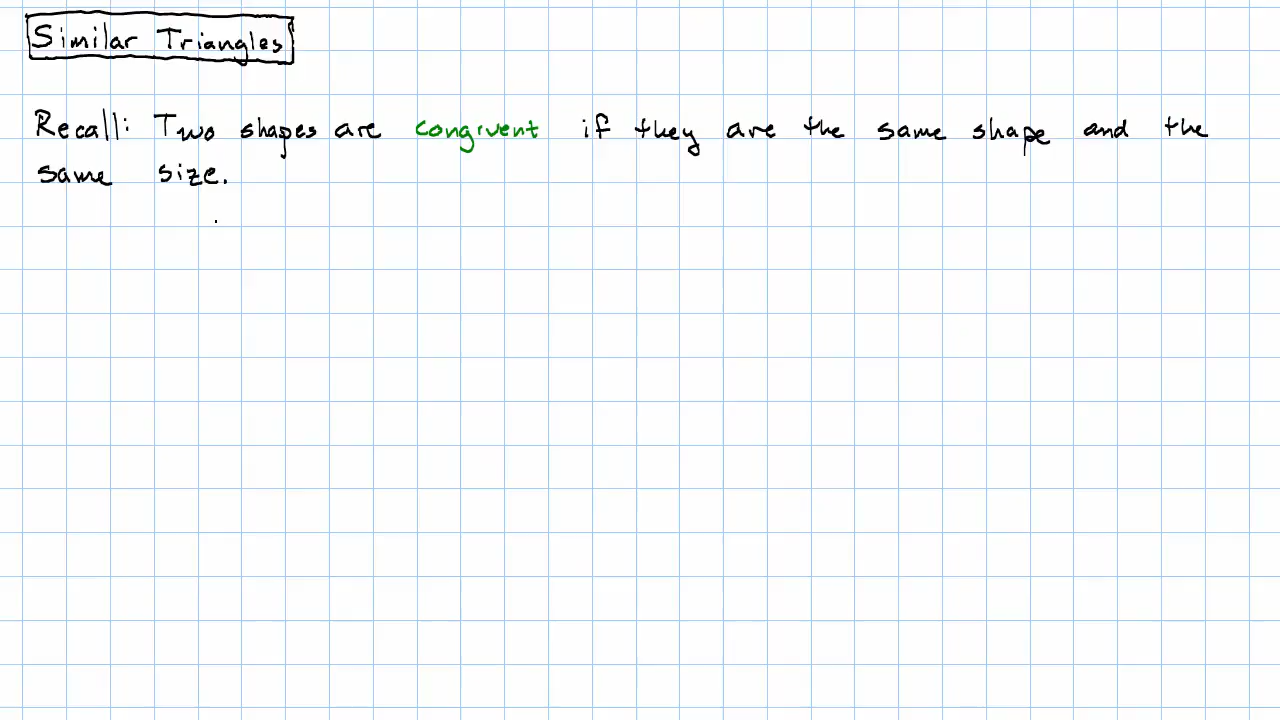 Similar Triangles
Recall: Two shapes are congruent if they are the same shape and the
same size.